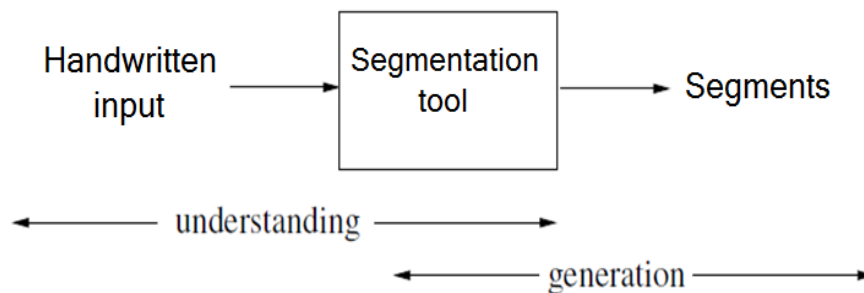 Handwritten
input
Segmentation
tool
Segments
understanding
generation